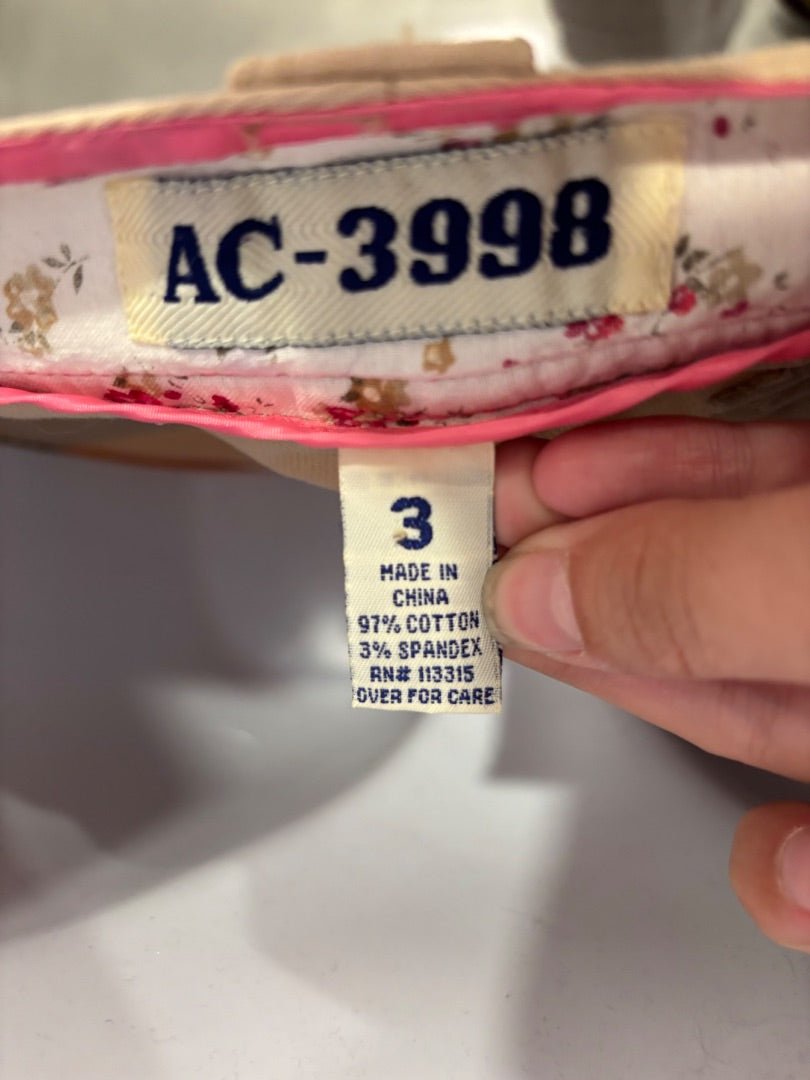 AC-3998
3
MADE IN
CHINA
97% COTTON
3% SPANDEX
RN# 113315
OVER FOR CARE